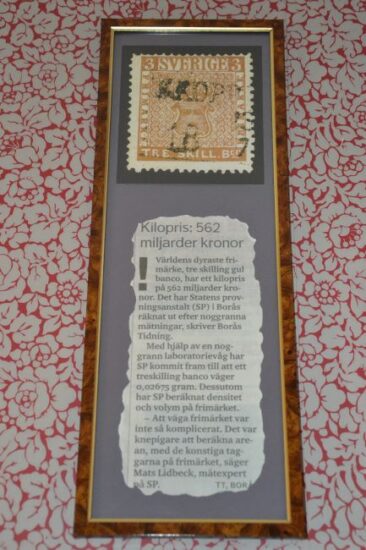 3 SVERIGE 3
TRE SKILL. Bco
Kilopris: 562
miljarder kronor
! Världens dyraste fri-
märke, tre skilling gul
banco, har ett kilopris
på 562 miljarder kro-
nor. Det har Statens prov-
ningsanstalt (SP) i Borås
räknat ut efter noggranna
mätningar, skriver Borås
Tidning.
Med hjälp av en nog-
grann laboratorievåg har
SP kommit fram till att ett
treskilling banco väger
0,02675 gram. Dessutom
har SP beräknat densitet
och volym på frimärket.
– Att väga frimärket var
inte så komplicerat. Det var
knepigare att beräkna are-
an, med de konstiga tag-
garna på frimärket, säger
Mats Lidbeck, mätexpert
på SP.
TT, BORÅ